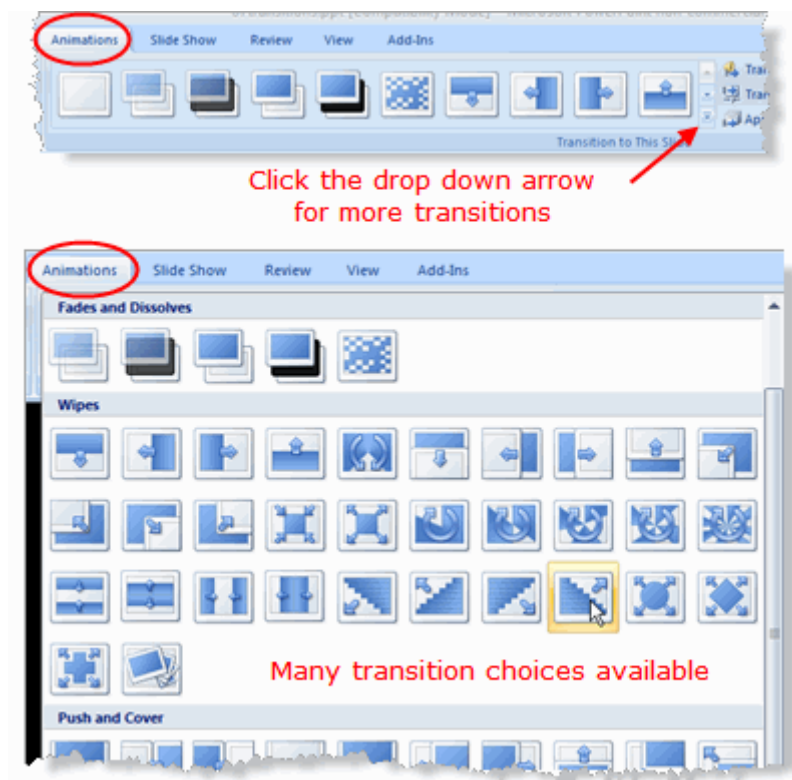 Animations Slide Show Review View Add-Ins
Transition to This
Click the drop down arrow
for more transitions
Animations Slide Show Review View Add-Ins
Fades and Dissolves
Wipes
Many transition choices available
Push and Cover